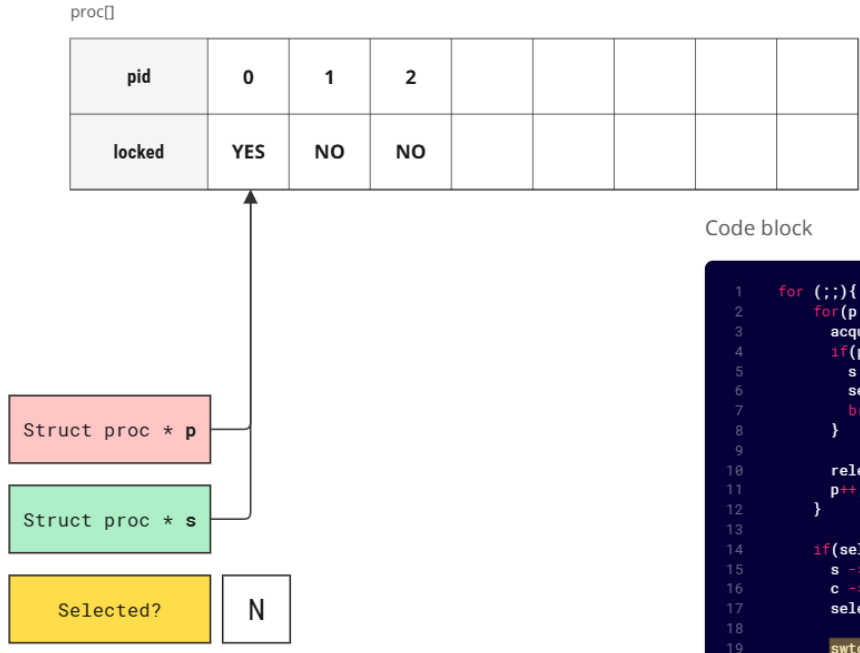 proc[]
pid 0 1 2
locked YES NO NO
Code block
1 for (;;){
2 for(p
3 acqu
4 if(p
5 s
6 se
7 b
8 }
9
10 rele
11 p++
12 }
13
14 if(sel
15 s -
16 c -
17 sele
18
19 swtc
Struct proc * p
Struct proc * s
Selected? N